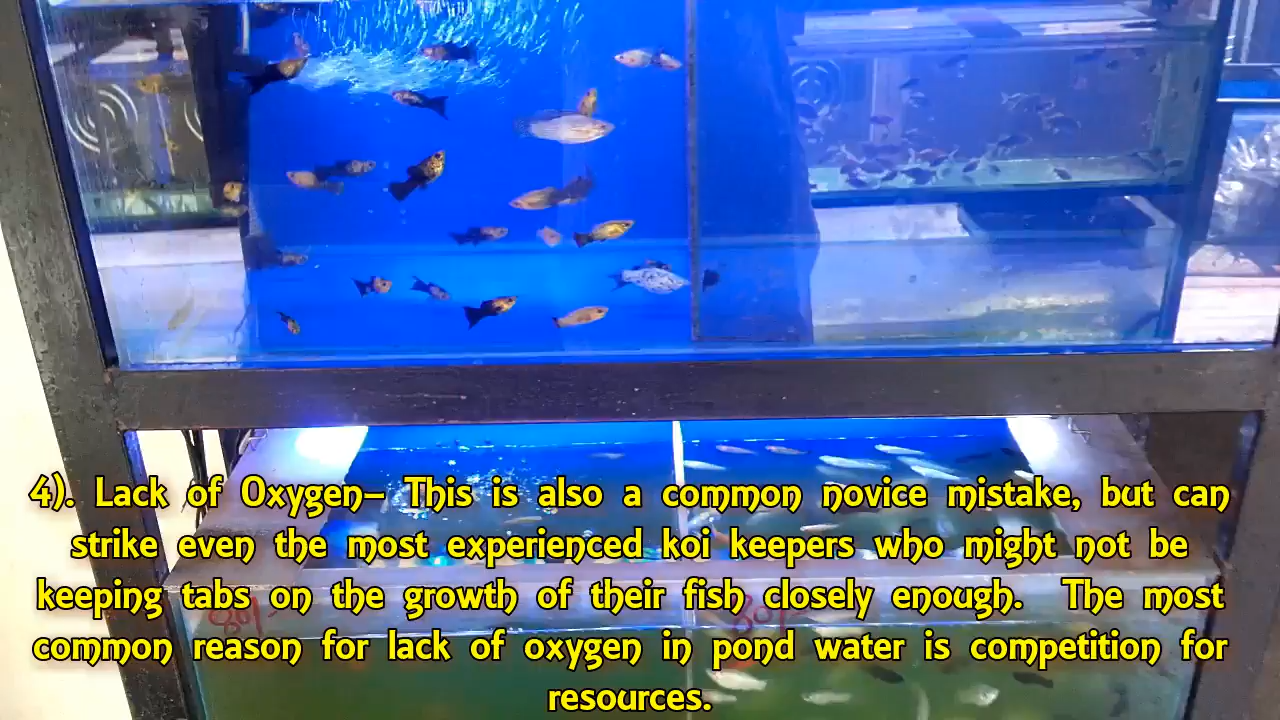 4). Lack of Oxygen– This is also a common novice mistake, but can
strike even the most experienced koi keepers who might not be
keeping tabs on the growth of their fish closely enough. The most
common reason for lack of oxygen in pond water is competition for
resources.
80/-
80/-